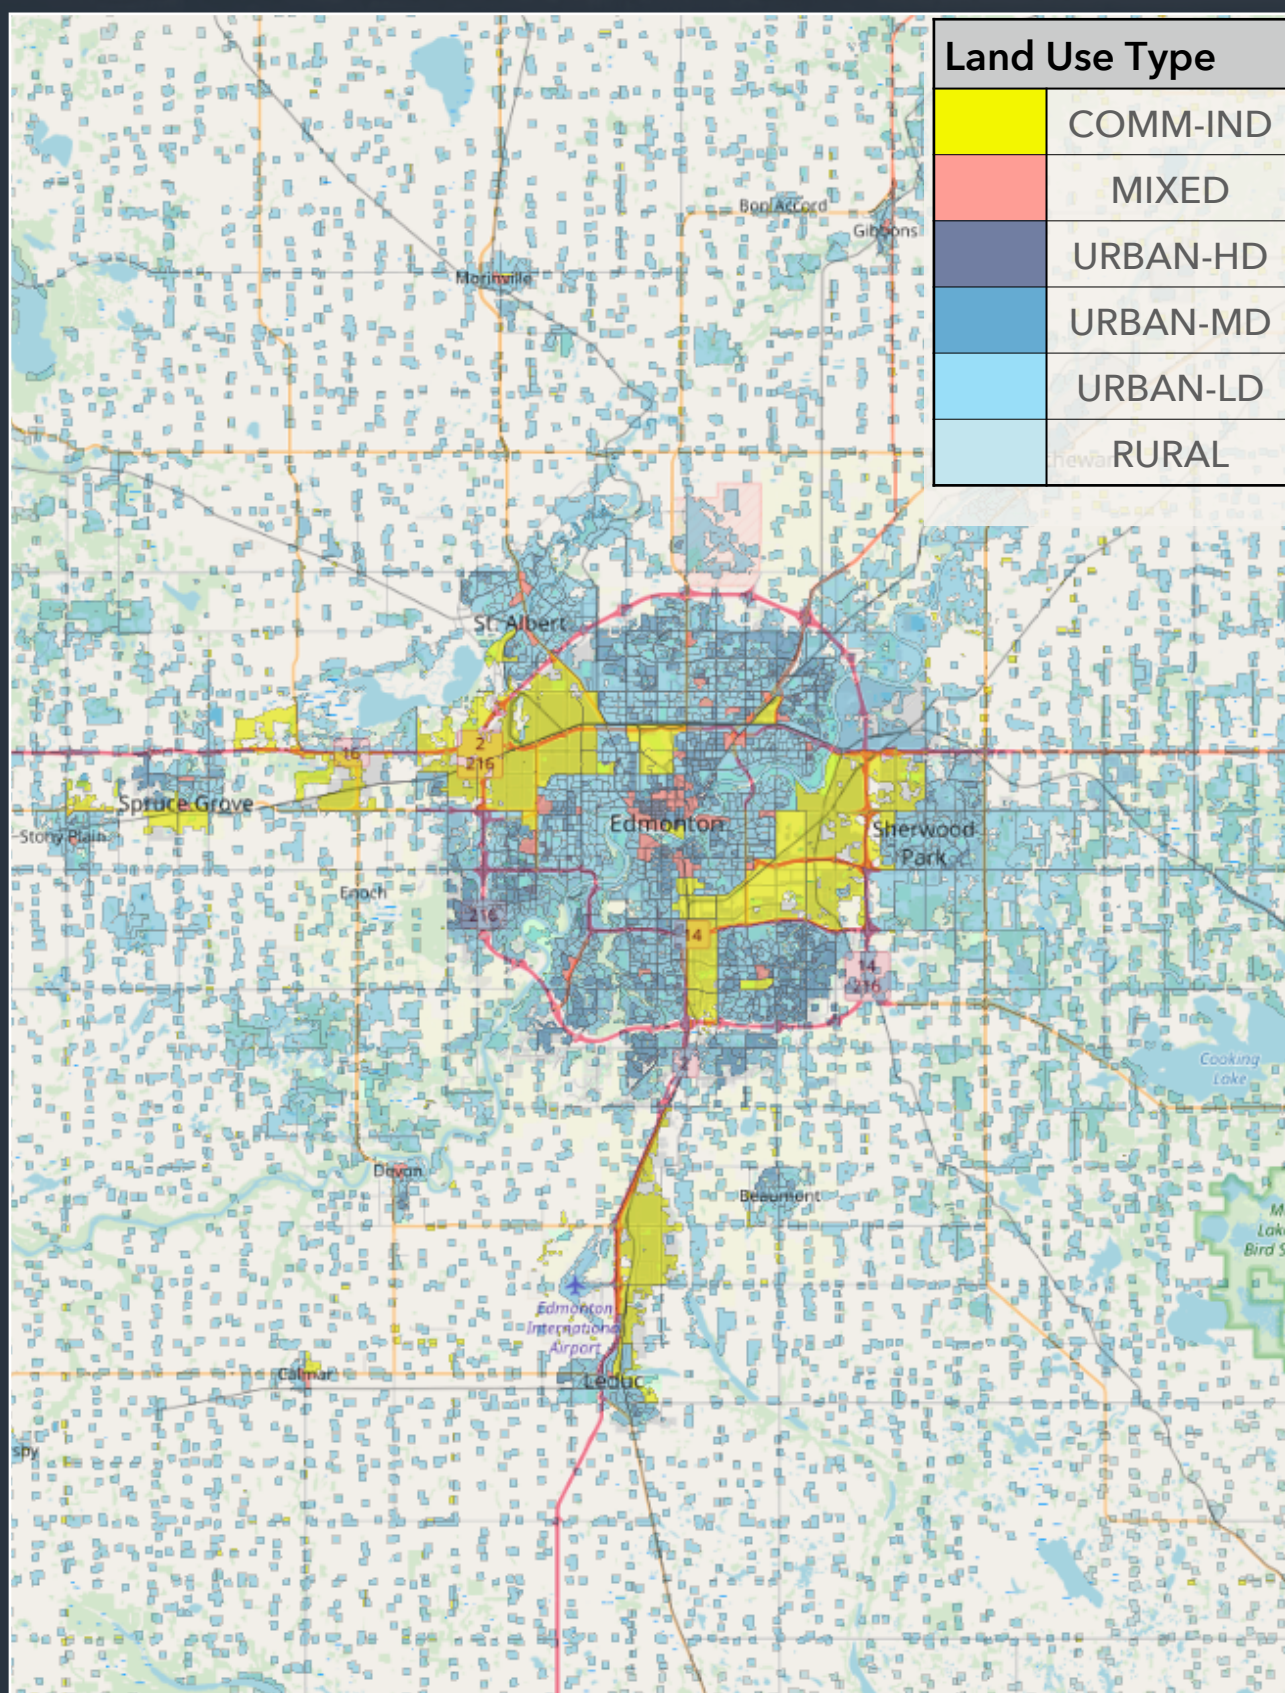 Land Use Type
COMM-IND
MIXED
URBAN-HD
URBAN-MD
URBAN-LD
RURAL
Bon Accord
Gibbons
Morinville
St. Albert
2
216
16
Spruce Grove
Stony Plain
Edmonton
Sherwood
Park
Enoch
216
14
14
216
Cooking
Lake
Devon
Beaumont
Edmonton
International
Airport
Calmar
Leduc